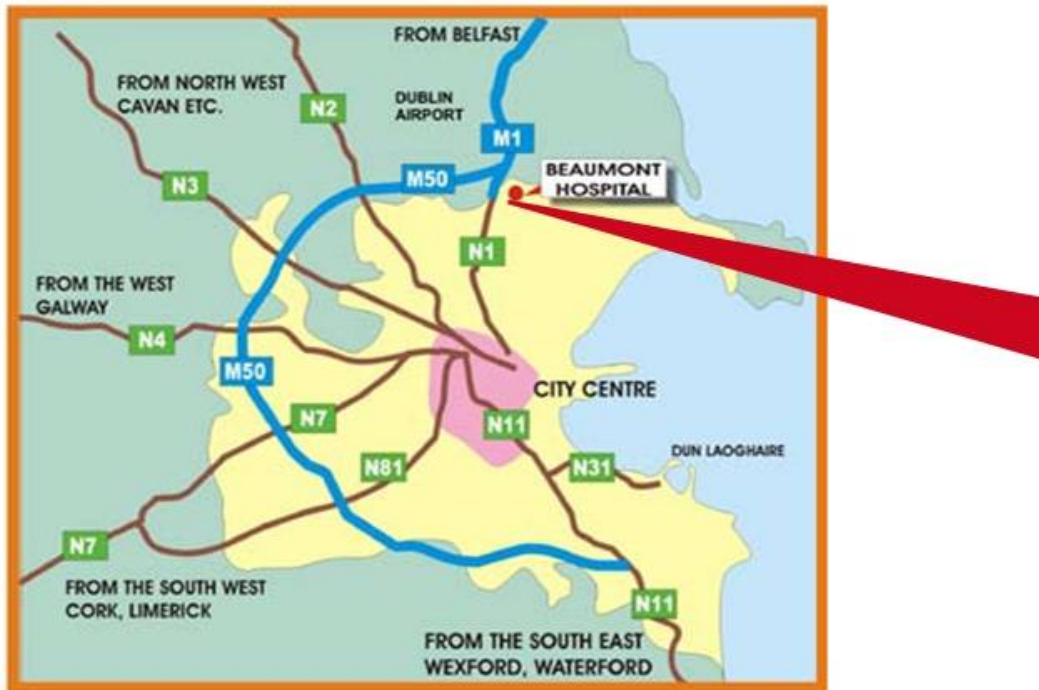 FROM BELFAST
FROM NORTH WEST
CAVAN ETC.
N2
DUBLIN
AIRPORT
M1
M50
BEAUMONT
HOSPITAL
N3
N1
FROM THE WEST
GALWAY
N4
M50
CITY CENTRE
N7
N11
DUN LAOGHAIRE
N81
N31
N7
FROM THE SOUTH WEST
CORK, LIMERICK
N11
FROM THE SOUTH EAST
WEXFORD, WATERFORD